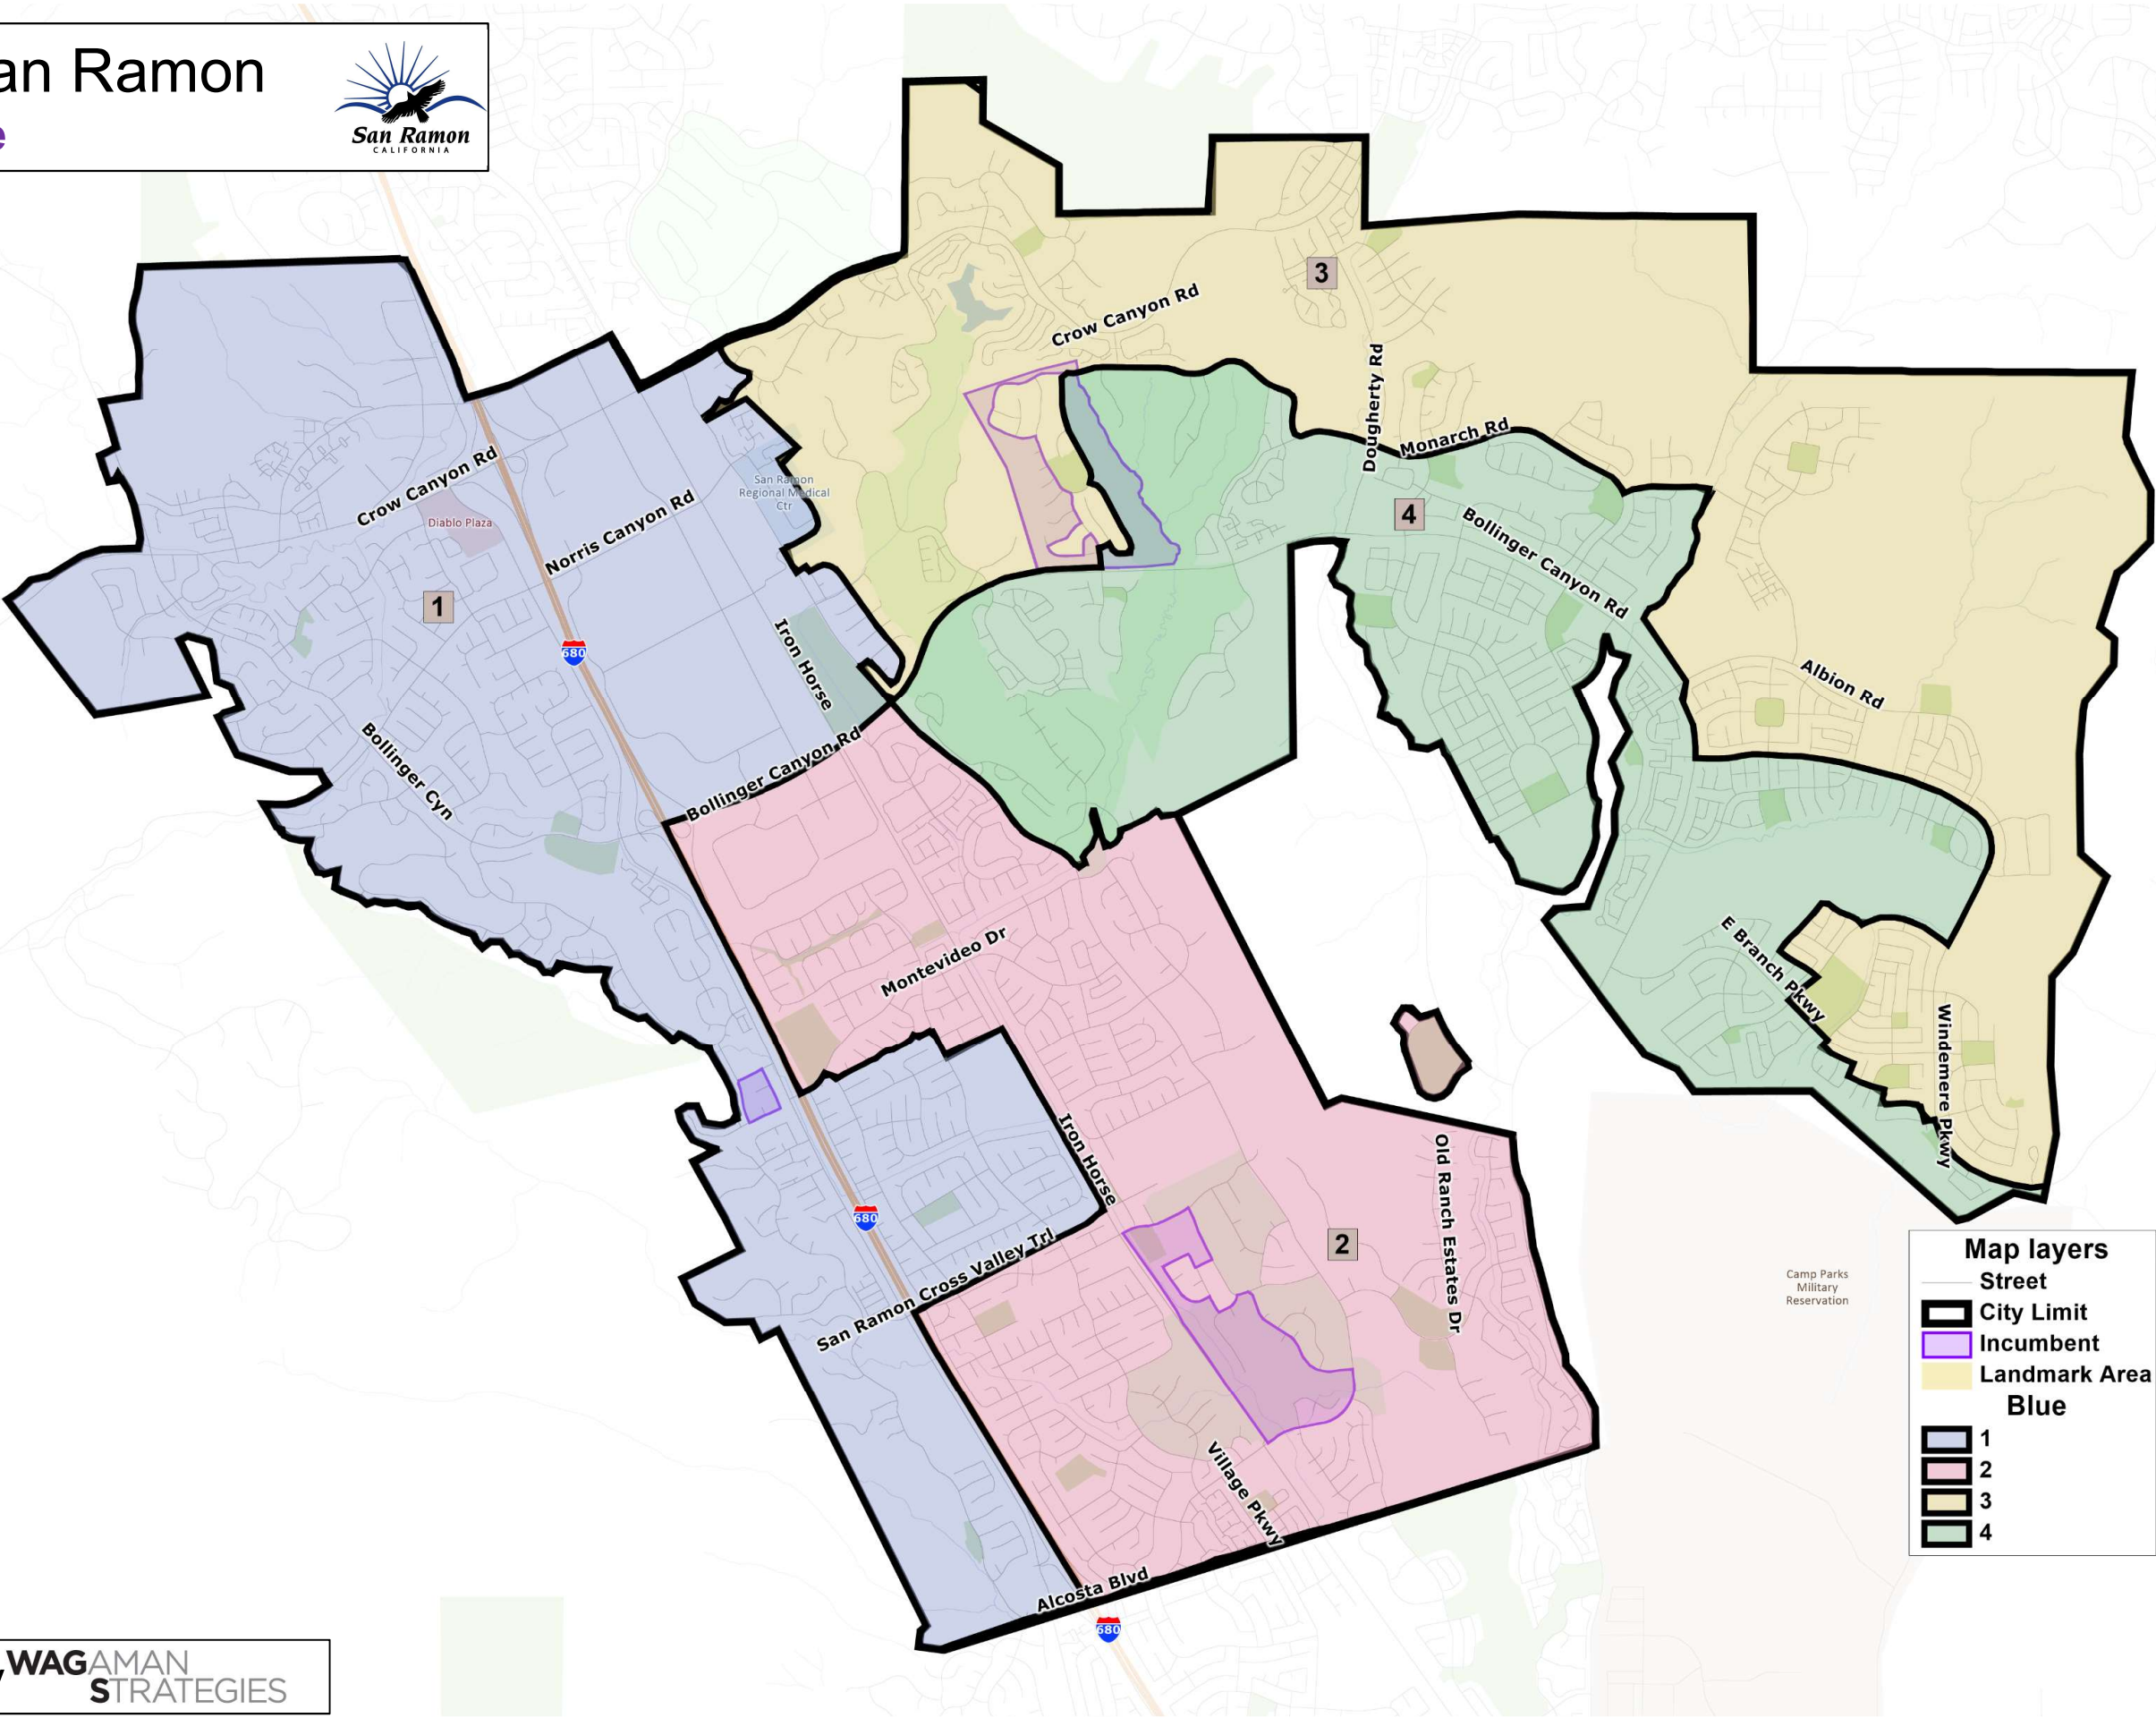 an Ramon
e
San Ramon
CALIFORNIA
3
Crow Canyon Rd
Dougherty Rd
Monarch Rd
Crow Canyon Rd
San Ramon
Regional Medical
Ctr
Diablo Plaza
Norris Canyon Rd
4
Bollinger Canyon Rd
1
680
Iron Horse
Albion Rd
Bollinger Cyn
Bollinger Canyon Rd
Montevideo Dr
E Branch Pkwy
Windemere Pkwy
Iron Horse
Old Ranch Estates Dr
680
San Ramon Cross Valley Trl
2
Camp Parks
Military
Reservation
Village Pkwy
Alcosta Blvd
680
Map layers
Street
City Limit
Incumbent
Landmark Area
Blue
1
2
3
4
WAGAMAN
STRATEGIES